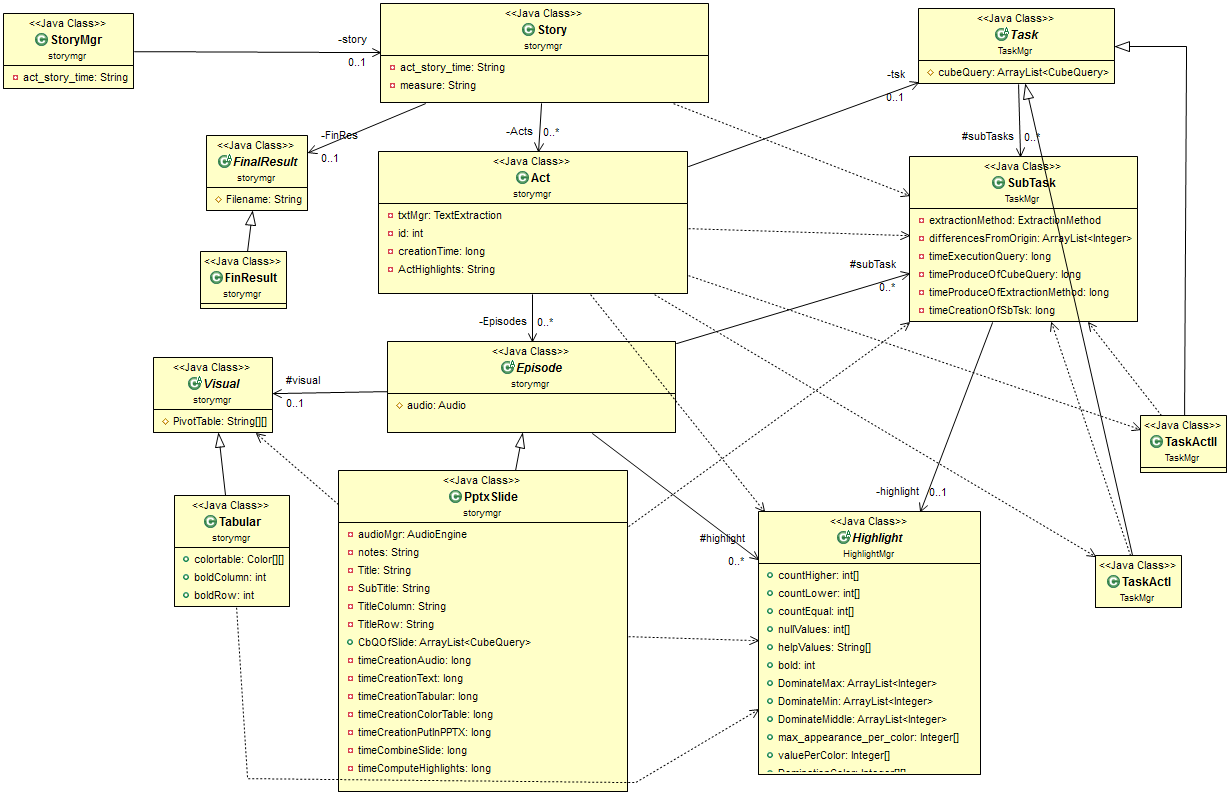 <<Java Class>>
StoryMgr
storymgr
act_story_time: String
-story
0..1
<<Java Class>>
Story
storymgr
act_story_time: String
measure: String
<<Java Class>>
Task
TaskMgr
cubeQuery: ArrayList<CubeQuery>
-tsk
0..1
-FinRes
0..1
-Acts
0..*
#subTasks
0..*
<<Java Class>>
FinalResult
storymgr
Filename: String
<<Java Class>>
Act
storymgr
txtMgr: TextExtraction
id: int
creationTime: long
ActHighlights: String
<<Java Class>>
SubTask
TaskMgr
extractionMethod: ExtractionMethod
differencesFromOrigin: ArrayList<Integer>
timeExecutionQuery: long
timeProduceOfCubeQuery: long
timeProduceOfExtractionMethod: long
timeCreationOfSbTsk: long
<<Java Class>>
FinResult
storymgr
#subTask
0..*
-Episodes
0..*
<<Java Class>>
Visual
storymgr
PivotTable: String[][]
#visual
0..1
<<Java Class>>
Episode
storymgr
audio: Audio
<<Java Class>>
TaskActII
TaskMgr
<<Java Class>>
Tabular
storymgr
colortable: Color[][]
boldColumn: int
boldRow: int
<<Java Class>>
PptxSlide
storymgr
audioMgr: AudioEngine
notes: String
Title: String
SubTitle: String
TitleColumn: String
TitleRow: String
CbQOfSlide: ArrayList<CubeQuery>
timeCreationAudio: long
timeCreationText: long
timeCreationTabular: long
timeCreationColorTable: long
timeCreationPutInPPTX: long
timeCombineSlide: long
timeComputeHighlights: long
#highlight
0..*
-highlight
0..1
<<Java Class>>
Highlight
HighlightMgr
countHigher: int[]
countLower: int[]
countEqual: int[]
nullValues: int[]
helpValues: String[]
bold: int
DominateMax: ArrayList<Integer>
DominateMin: ArrayList<Integer>
DominateMiddle: ArrayList<Integer>
max_appearance_per_color: Integer[]
valuePerColor: Integer[]
<<Java Class>>
TaskActI
TaskMgr